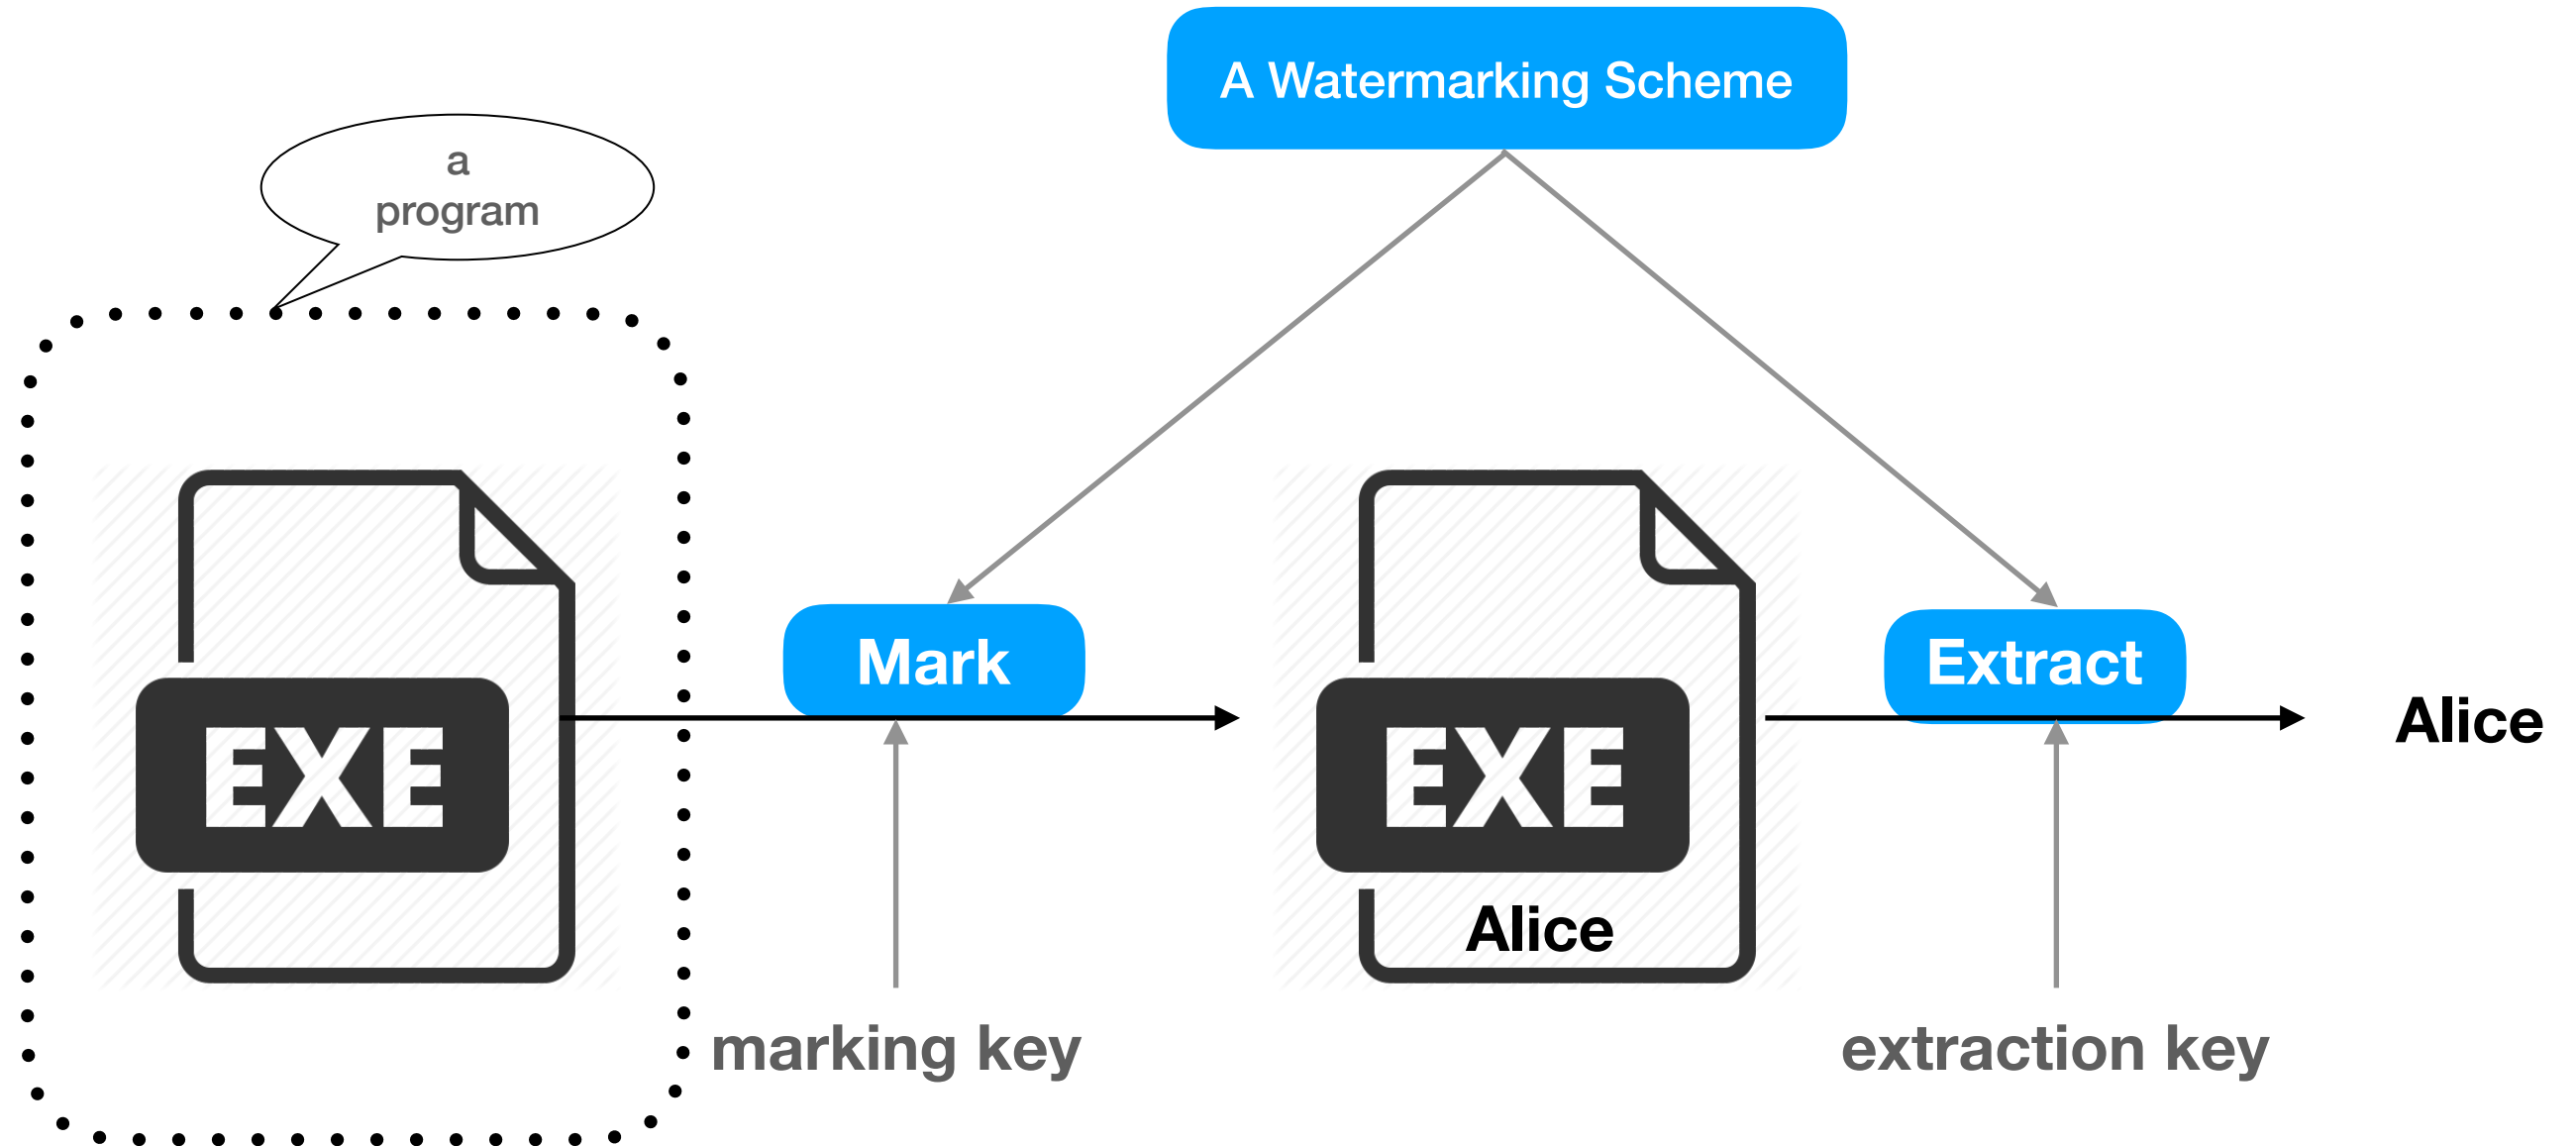 A Watermarking Scheme
a
program
Mark
Extract
EXE
EXE
Alice
Alice
marking key
extraction key